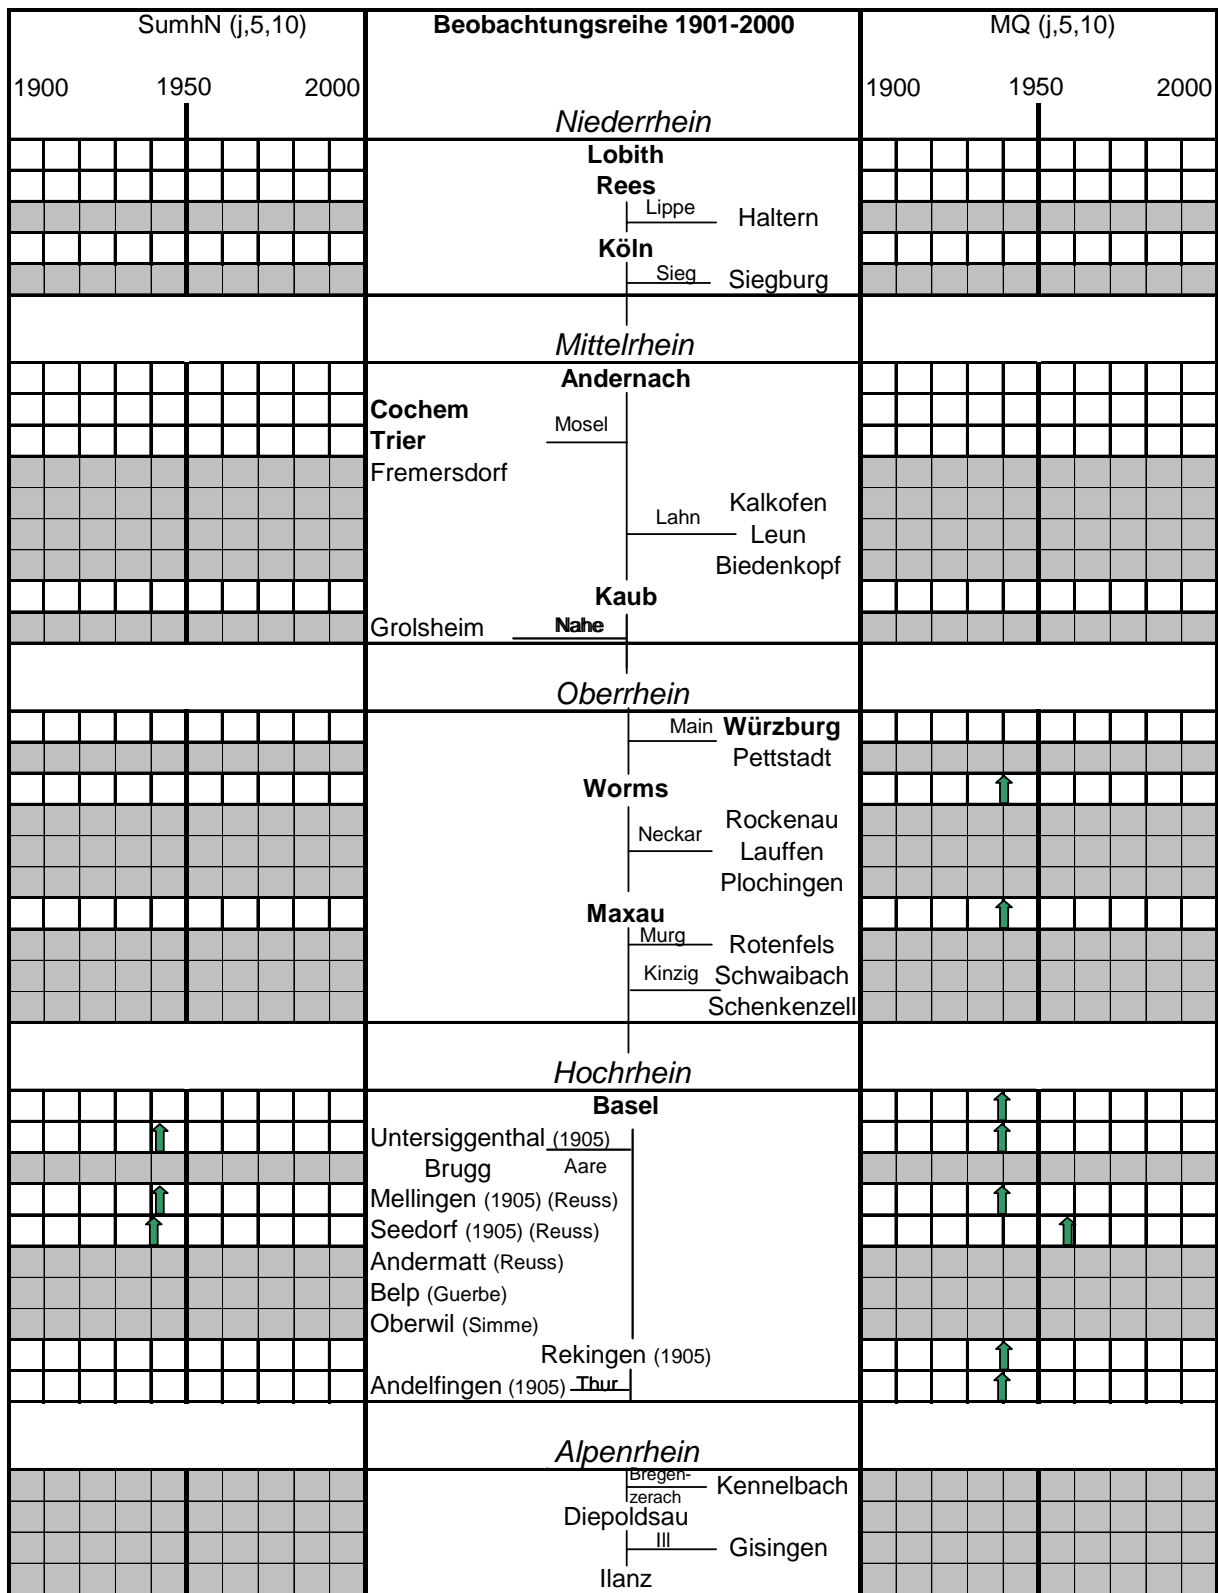 SumhN (j,5,10) Beobachtungsreihe 1901-2000 MQ (j,5,10)
1900 1950 2000 1900 1950 2000
Niederrhein
Lobith
Rees
Lippe Haltern
Köln
Sieg Siegburg
Mittelrhein
Andernach
Cochem
Mosel
Trier
Fremersdorf
Kalkofen
Lahn Leun
Biedenkopf
Kaub
Grolsheim Nahe
Oberrhein
Main Würzburg
Pettstadt
Worms
Rockenau
Neckar Lauffen
Plochingen
Maxau
Murg Rotenfels
Kinzig Schwaibach
Schenkenzell
Hochrhein
Basel
Untersiggenthal (1905)
Brugg Aare
Mellingen (1905) (Reuss)
Seedorf (1905) (Reuss)
Andermatt (Reuss)
Belp (Guerbe)
Oberwil (Simme)
Rekingen (1905)
Andelfingen (1905) Thur
Alpenrhein
Bregen-
zerach Kennelbach
Diepoldsau
Ill Gisingen
Ilanz